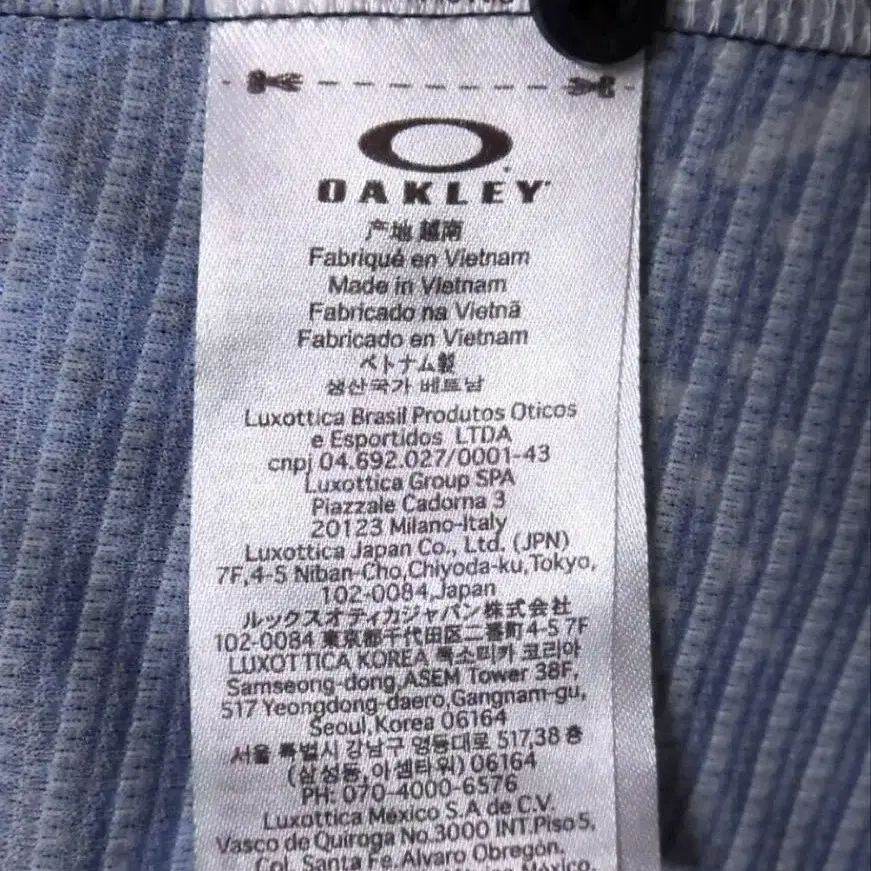 OAKLEY
产地 越南
Fabriqué en Vietnam
Made in Vietnam
Fabricado na Vietnã
Fabricado en Vietnam
ベトナム製
생산국가 베트남
Luxottica Brasil Produtos Oticos
e Esportidos LTDA
cnpj 04.692.027/0001-43
Luxottica Group SPA
Piazzale Cadorna 3
20123 Milano-Italy
Luxottica Japan Co., Ltd. (JPN)
7F,4-5 Niban-Cho,Chiyoda-ku,Tokyo,
102-0084,Japan
ルックスオティカジャパン株式会社
102-0084 東京都千代田区二番町4-5 7F
LUXOTTICA KOREA 룩소티카 코리아
Samseong-dong,ASEM Tower 38F,
517 Yeongdong-daero,Gangnam-gu,
Seoul,Korea 06164
서울 특별시 강남구 영동대로 517,38 층
(삼성동, 아셈타워) 06164
PH: 070-4000-6576
Luxottica Mexico S.A de C.V.
Vasco de Quiroga No.3000 INT.Piso 5,
Col. Santa Fe. Alvaro Obregon.
Mexico,